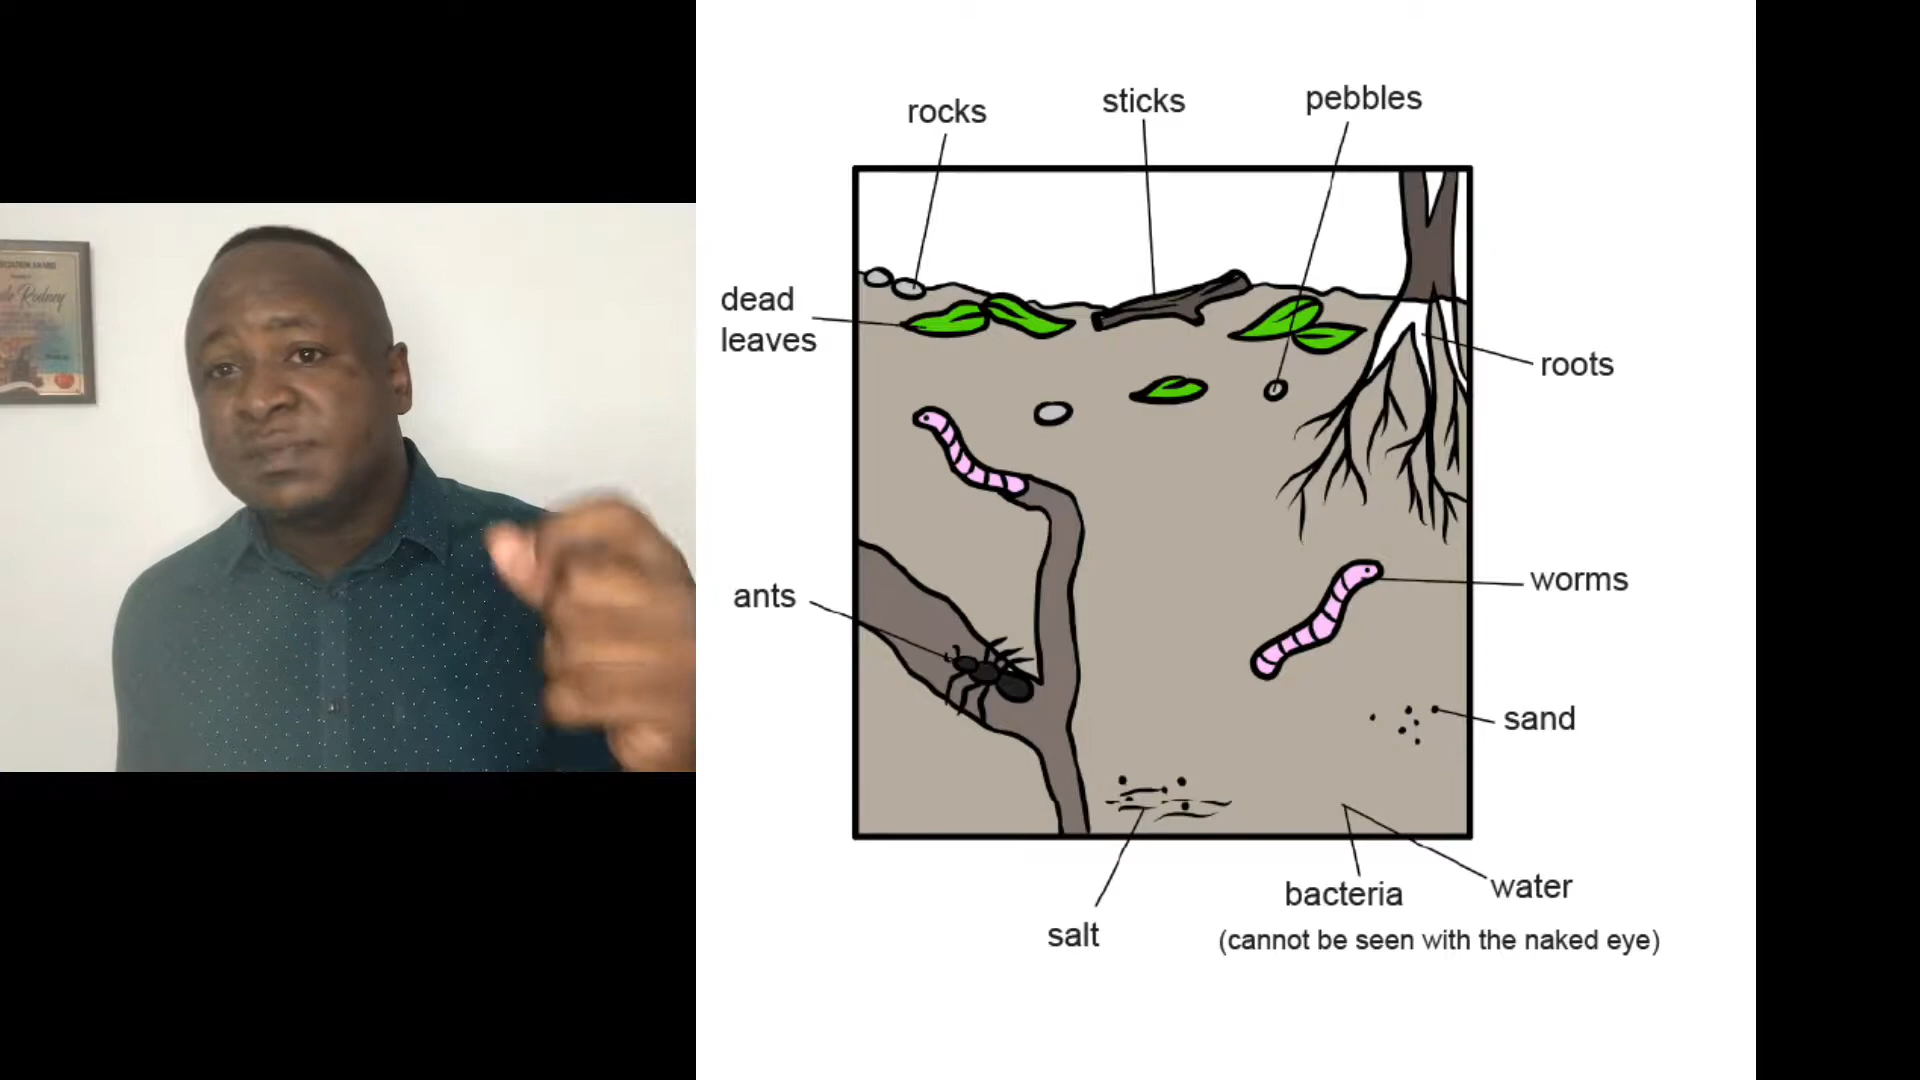 rocks
sticks
pebbles
dead
leaves
roots
ants
worms
sand
bacteria
water
salt
(cannot be seen with the naked eye)
Rodney